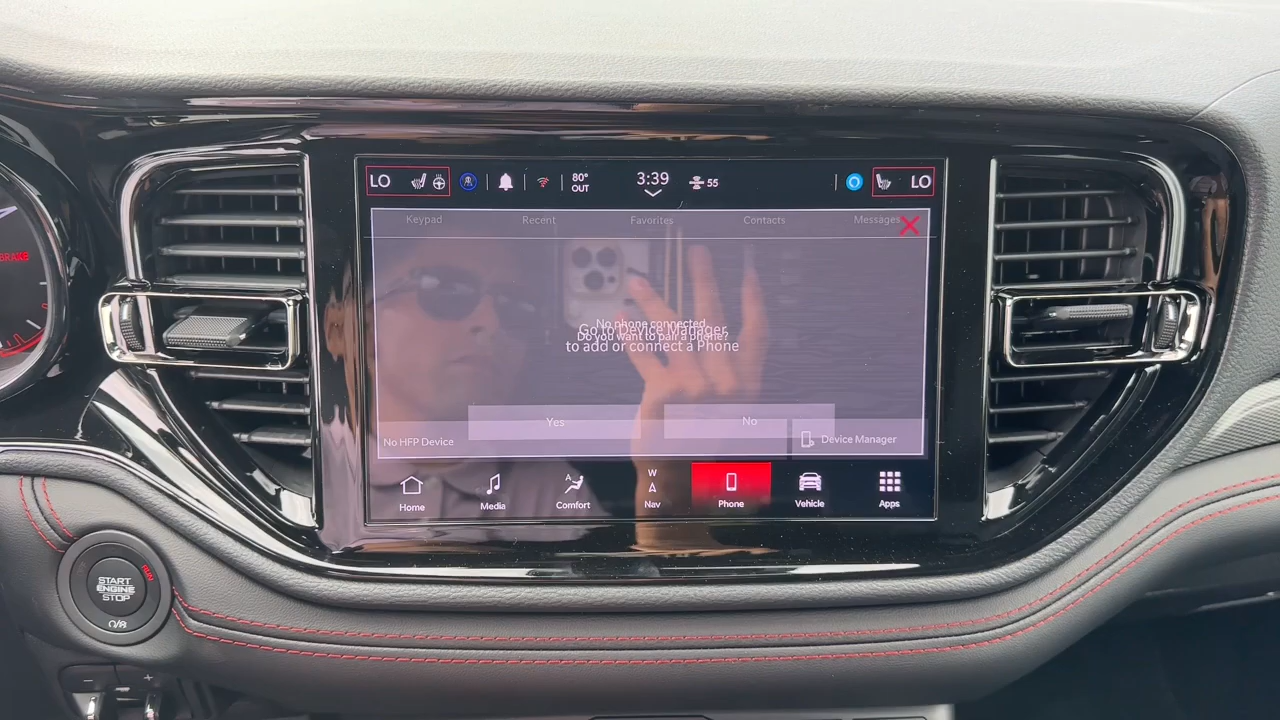 BRAKE
LO
80°
OUT
3:39
55
LO
Keypad
Recent
Favorites
Contacts
Messages
No phone connected.
Do you want to pair a phone?
Go to Device Manager
to add or connect a Phone
Yes
No
No HFP Device
Device Manager
Home
Media
Comfort
W
Nav
Phone
Vehicle
Apps
START
ENGINE
STOP
RUN